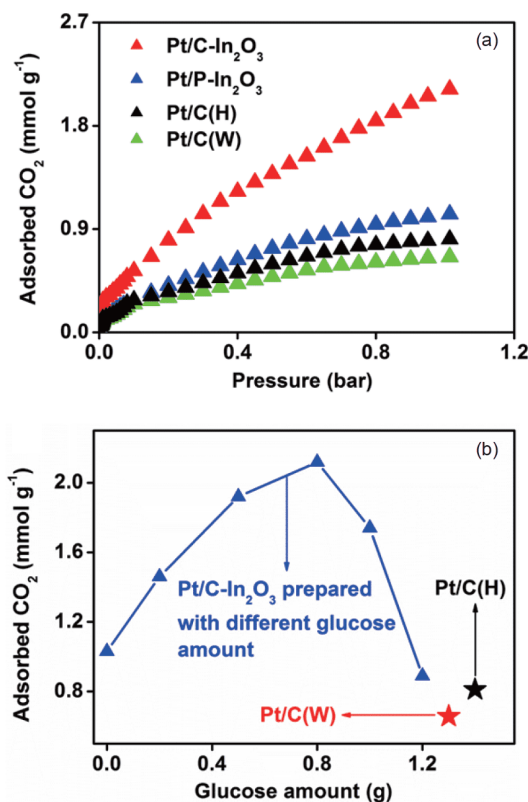 (a)
2.7
1.8
0.9
0.0
Adsorbed CO₂ (mmol g⁻¹)
Pt/C-In₂O₃
Pt/P-In₂O₃
Pt/C(H)
Pt/C(W)
0.0 0.4 0.8 1.2
Pressure (bar)
(b)
2.0
1.6
1.2
0.8
Adsorbed CO₂ (mmol g⁻¹)
Pt/C-In₂O₃ prepared
with different glucose
amount
Pt/C(H)
Pt/C(W)
0.0 0.4 0.8 1.2
Glucose amount (g)